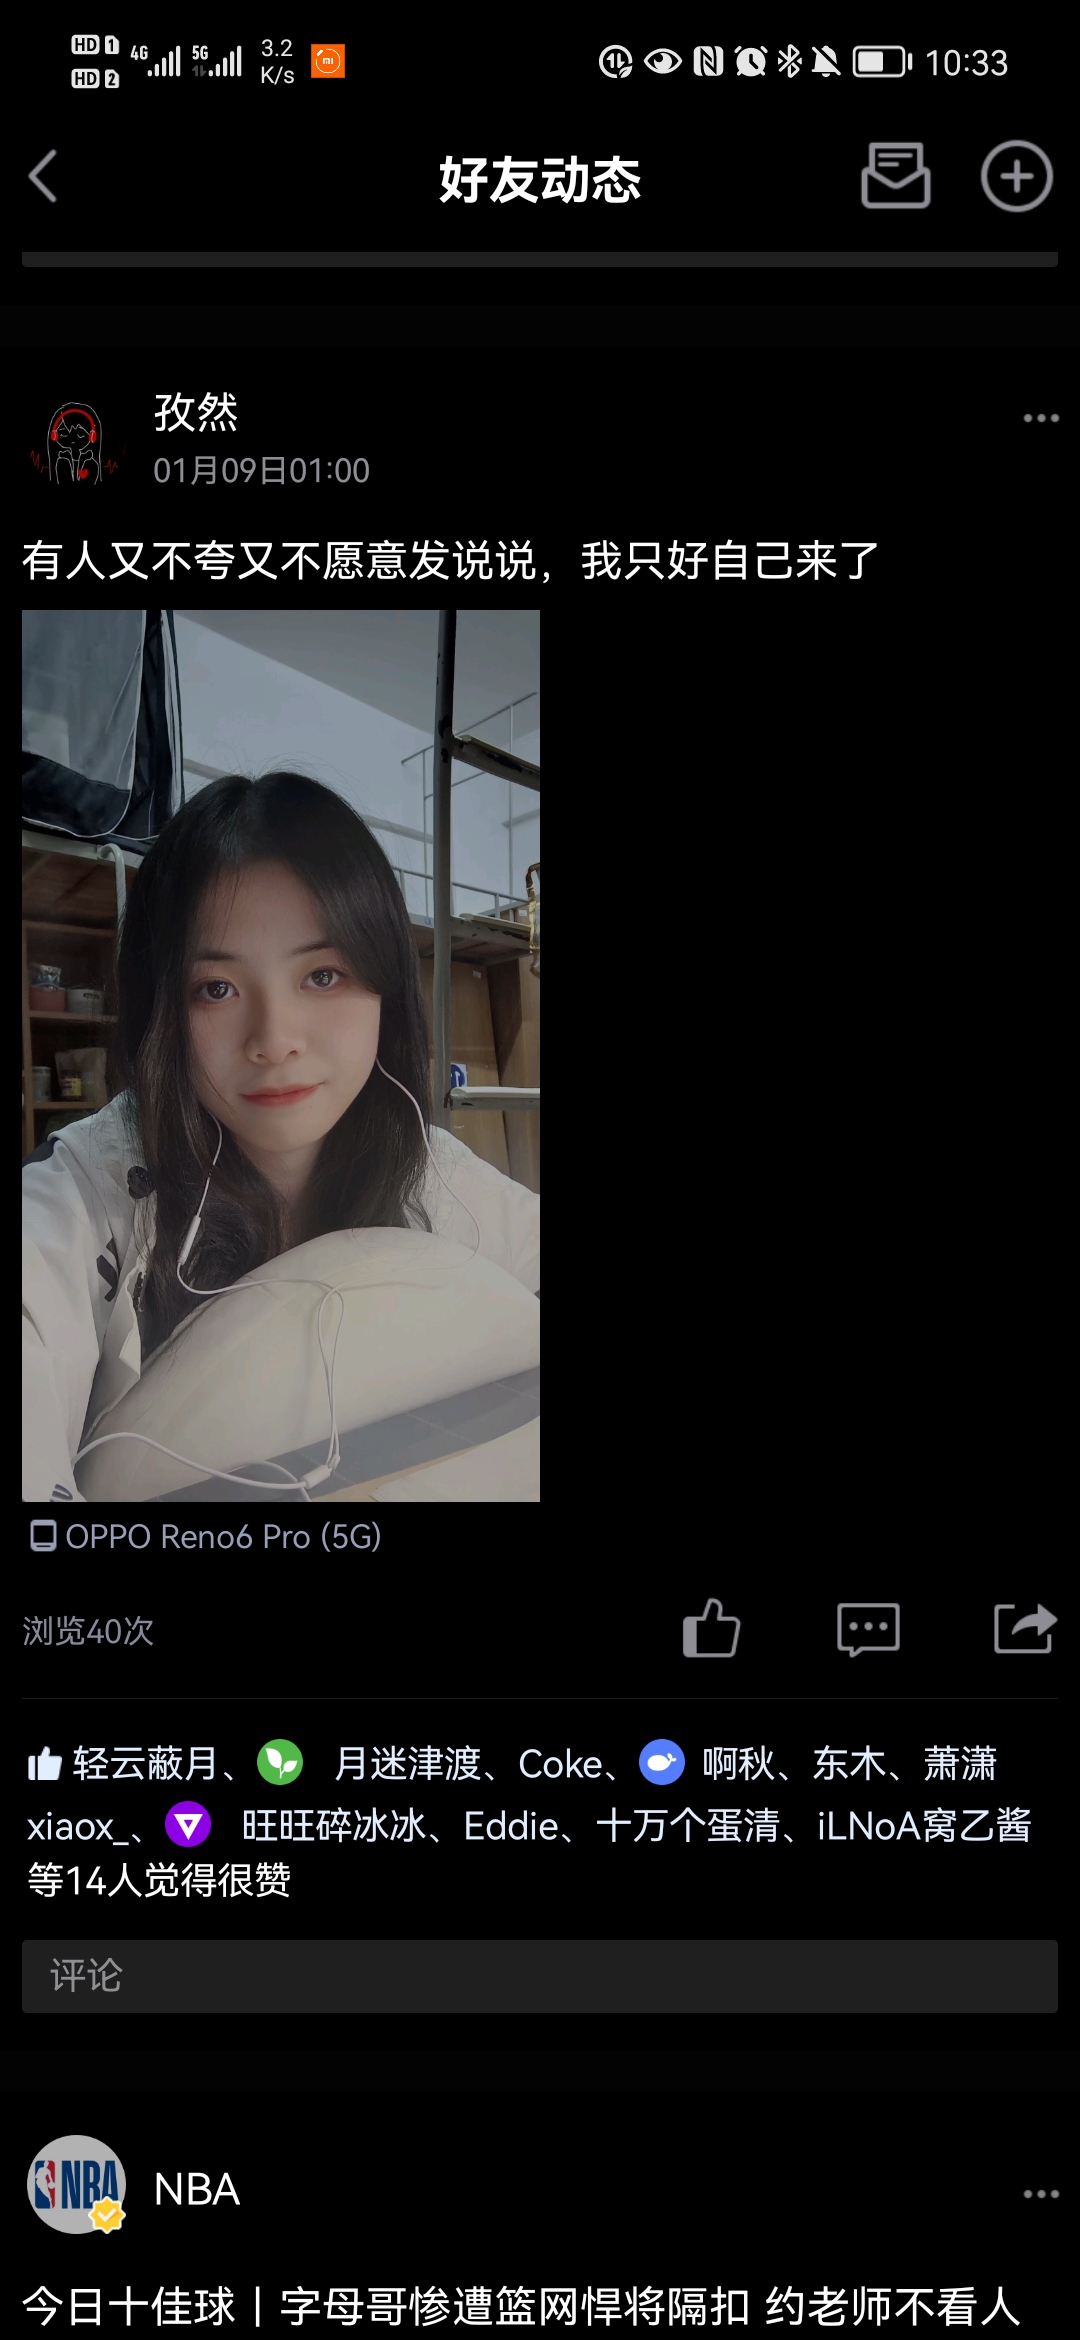 HD 1 4G 5G 3.2 10:33
HD 2 K/s
好友动态
孜然
01月09日01:00
有人又不夸又不愿意发说说，我只好自己来了
OPPO Reno6 Pro (5G)
浏览40次
轻云蔽月、月迷津渡、Coke、啊秋、东木、萧潇
xiaox_、旺旺碎冰冰、Eddie、十万个蛋清、iLNoA窝乙酱
等14人觉得很赞
评论
NBA
NBA
今日十佳球｜字母哥惨遭篮网悍将隔扣 约老师不看人